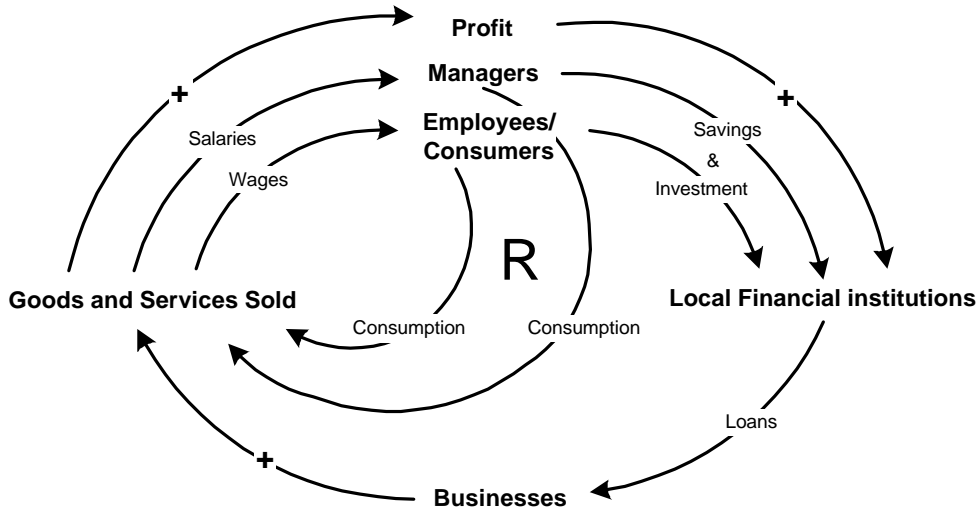 Profit
+
+
Managers
Salaries
Employees/
Consumers
Savings
&
Investment
Wages
R
Goods and Services Sold
Local Financial institutions
Consumption
Consumption
Loans
+
Businesses